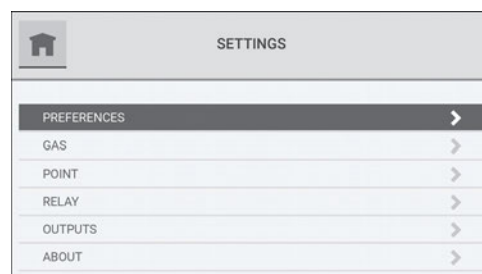 SETTINGS
PREFERENCES
GAS
POINT
RELAY
OUTPUTS
ABOUT